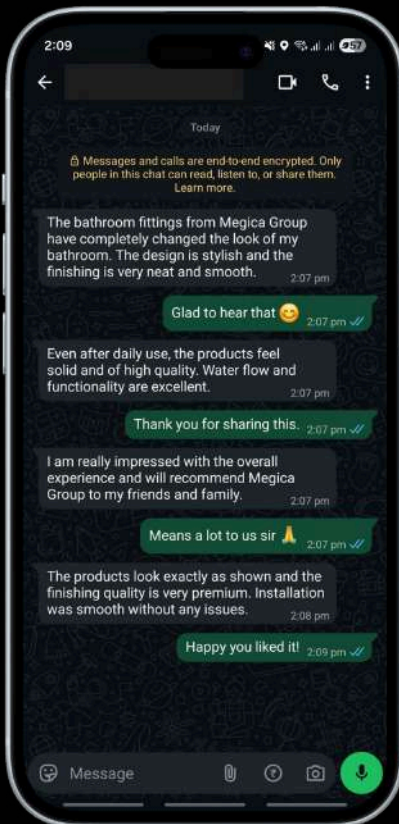 2:09
57
Today
Messages and calls are end-to-end encrypted. Only
people in this chat can read, listen to, or share them.
Learn more.
The bathroom fittings from Megica Group
have completely changed the look of my
bathroom. The design is stylish and the
finishing is very neat and smooth.
2:07 pm
Glad to hear that 😊 2:07 pm
Even after daily use, the products feel
solid and of high quality. Water flow and
functionality are excellent.
2:07 pm
Thank you for sharing this. 2:07 pm
I am really impressed with the overall
experience and will recommend Megica
Group to my friends and family.
2:07 pm
Means a lot to us sir 🙏 2:07 pm
The products look exactly as shown and the
finishing quality is very premium. Installation
was smooth without any issues.
2:08 pm
Happy you liked it! 2:09 pm
Message